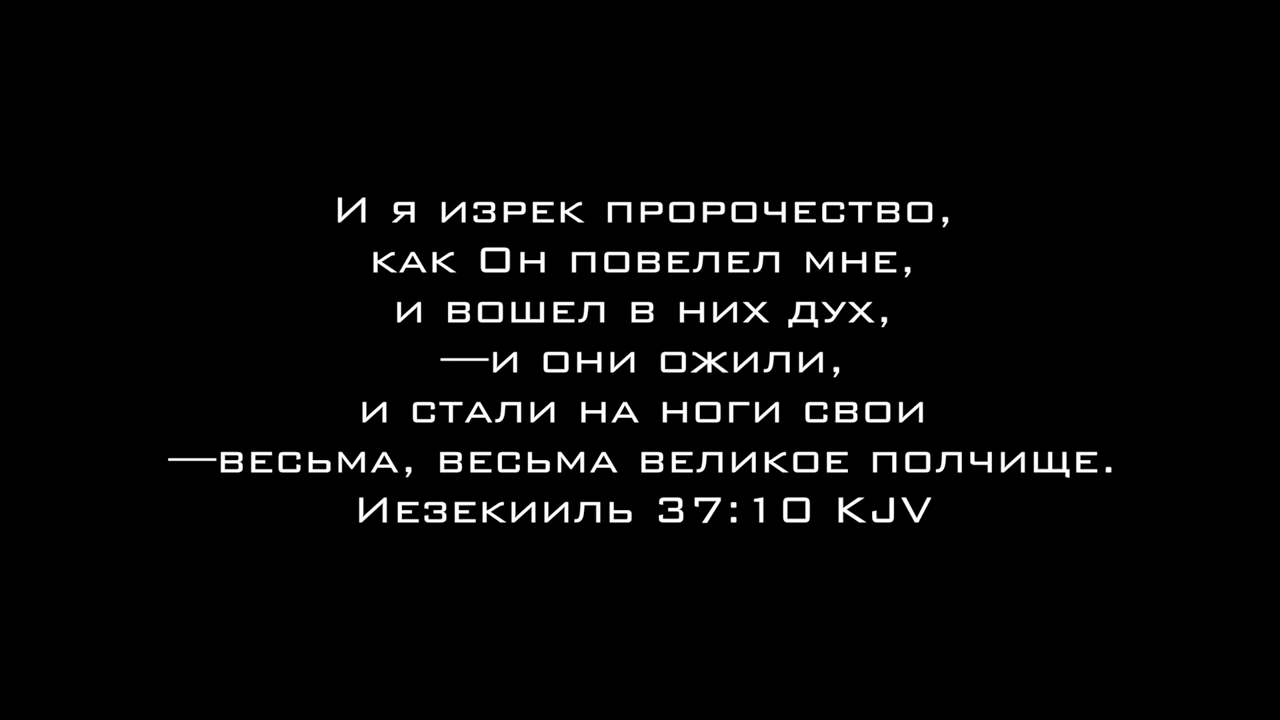 И я изрек пророчество,
как Он повелел мне,
и вошел в них дух,
—и они ожили,
и стали на ноги свои
—весьма, весьма великое полчище.
Иезекииль 37:10 KJV